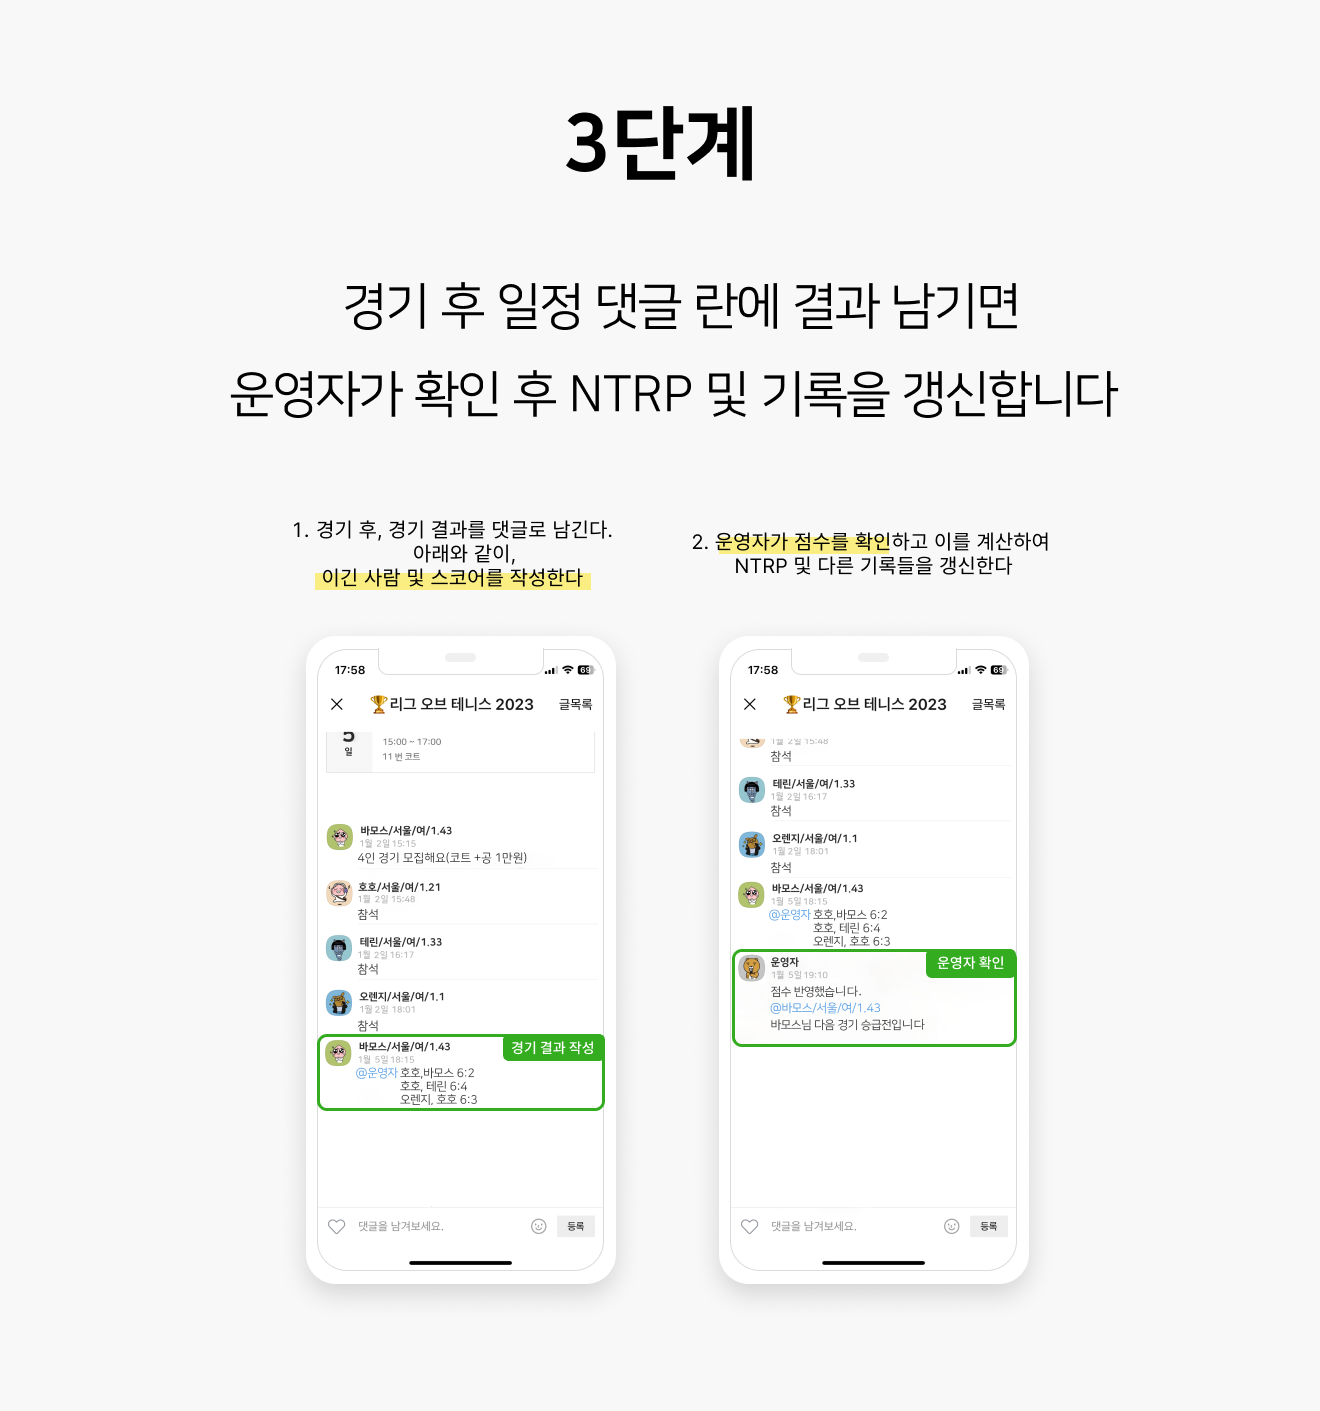 3단계
경기 후 일정 댓글 란에 결과 남기면
운영자가 확인 후 NTRP 및 기록을 갱신합니다
1. 경기 후, 경기 결과를 댓글로 남긴다.
아래와 같이,
이긴 사람 및 스코어를 작성한다
2. 운영자가 점수를 확인하고 이를 계산하여
NTRP 및 다른 기록들을 갱신한다
17:58
69
🏆리그 오브 테니스 2023
글목록
5
일
15:00 ~ 17:00
11 번 코트
바모스/서울/여/1.43
1월 2일 15:15
4인 경기 모집해요(코트 +공 1만원)
호호/서울/여/1.21
1월 2일 15:48
참석
테린/서울/여/1.33
1월 2일 16:17
참석
오렌지/서울/여/1.1
1월 2일 18:01
참석
바모스/서울/여/1.43
경기 결과 작성
1월 5일 18:15
@운영자 호호,바모스 6:2
호호, 테린 6:4
오렌지, 호호 6:3
댓글을 남겨보세요.
등록
17:58
69
🏆리그 오브 테니스 2023
글목록
1월 2일 15:48
참석
테린/서울/여/1.33
1월 2일 16:17
참석
오렌지/서울/여/1.1
1월 2일 18:01
참석
바모스/서울/여/1.43
1월 5일 18:15
@운영자 호호,바모스 6:2
호호, 테린 6:4
오렌지, 호호 6:3
운영자
운영자 확인
1월 5일 19:10
점수 반영했습니다.
@바모스/서울/여/1.43
바모스님 다음 경기 승급전입니다
댓글을 남겨보세요.
등록